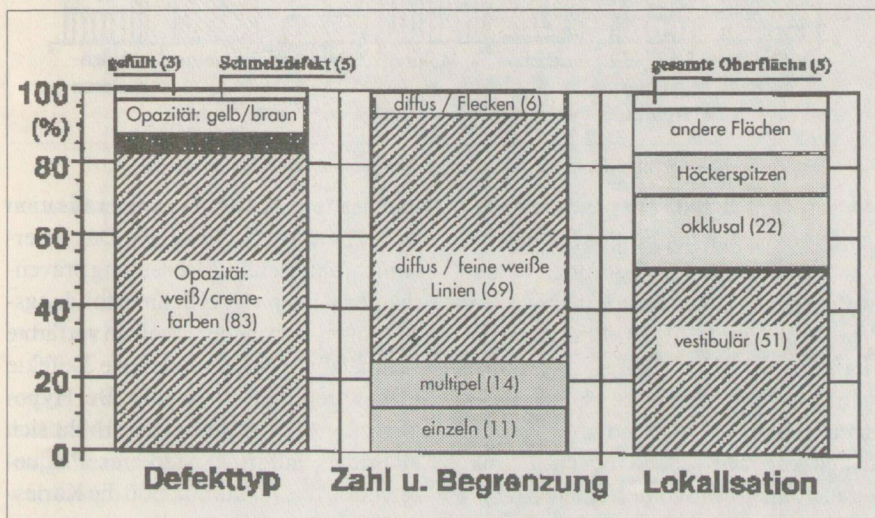 gefüllt (3)
Schmelzdefekt (5)
gesamte Oberfläche (5)
100
(%)
80
60
40
20
0
Opazität: gelb/braun
Opazität:
weiß/creme-
farben (83)
diffus / Flecken (6)
diffus / feine weiße
Linien (69)
multipel (14)
einzeln (11)
andere Flächen
Höckerspitzen
okklusal (22)
vestibulär (51)
Defekttyp
Zahl u. Begrenzung
Lokalisation